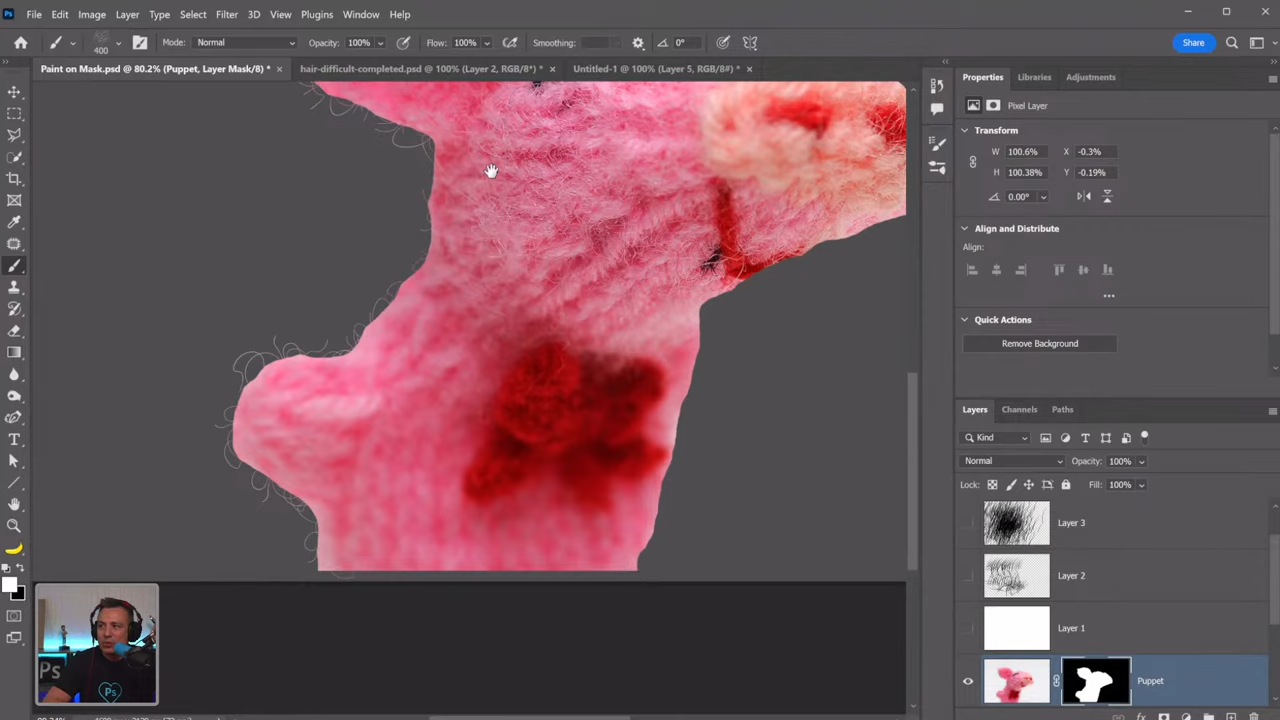 Ps File Edit Image Layer Type Select Filter 3D View Plugins Window Help
400 Mode: Normal Opacity: 100% Flow: 100% Smoothing: 0° Share
Paint on Mask.psd @ 80.2% (Puppet, Layer Mask/8) * × hair-difficult-completed.psd @ 100% (Layer 2, RGB/8*) * × Untitled-1 @ 100% (Layer 5, RGB/8#) * ×
Properties Libraries Adjustments
Pixel Layer
Transform
W 100.6% X -0.3%
H 100.38% Y -0.19%
0.00°
Align and Distribute
Align:
Quick Actions
Remove Background
Layers Channels Paths
Kind
Normal Opacity: 100%
Lock: Fill: 100%
Layer 3
Layer 2
Layer 1
Puppet
Ps
Ps